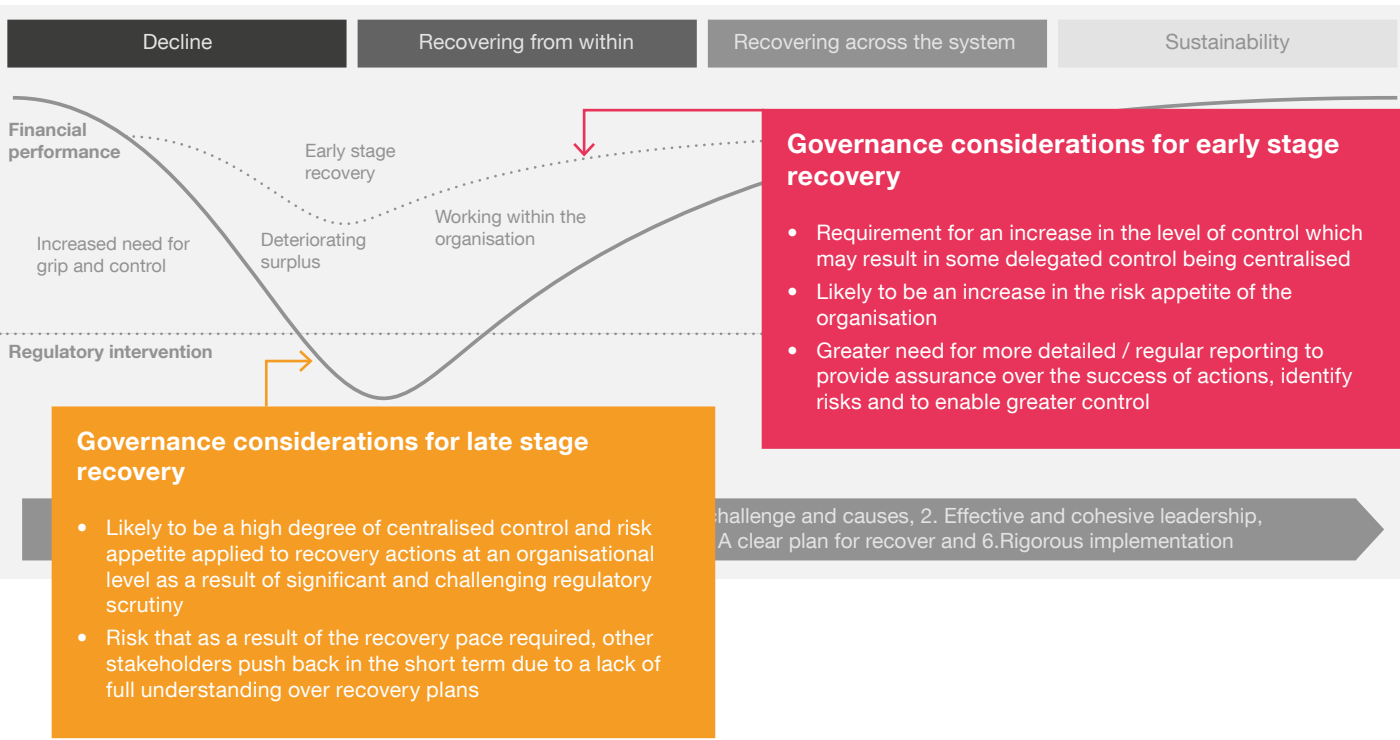 Decline
Recovering from within
Recovering across the system
Sustainability
Financial
performance
Early stage
recovery
Increased need for
grip and control
Deteriorating
surplus
Working within the
organisation
Regulatory intervention
Governance considerations for early stage
recovery
• Requirement for an increase in the level of control which
may result in some delegated control being centralised
• Likely to be an increase in the risk appetite of the
organisation
• Greater need for more detailed / regular reporting to
provide assurance over the success of actions, identify
risks and to enable greater control
Governance considerations for late stage
recovery
• Likely to be a high degree of centralised control and risk
appetite applied to recovery actions at an organisational
level as a result of significant and challenging regulatory
scrutiny
• Risk that as a result of the recovery pace required, other
stakeholders push back in the short term due to a lack of
full understanding over recovery plans
hallenge and causes, 2. Effective and cohesive leadership,
A clear plan for recover and 6.Rigorous implementation